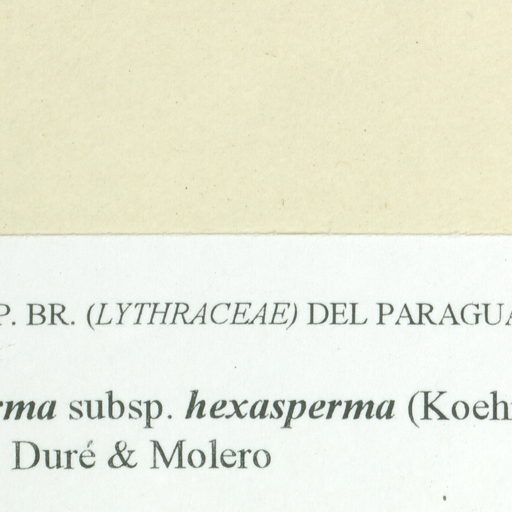 P. BR. (LYTHRACEAE) DEL PARAGUA
rma subsp. hexasperma (Koeh
Duré & Molero